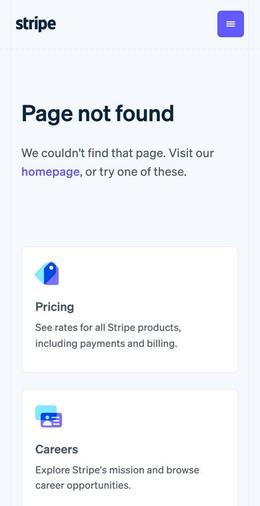 stripe
Page not found
We couldn't find that page. Visit our
homepage, or try one of these.
Pricing
See rates for all Stripe products,
including payments and billing.
Careers
Explore Stripe's mission and browse
career opportunities.